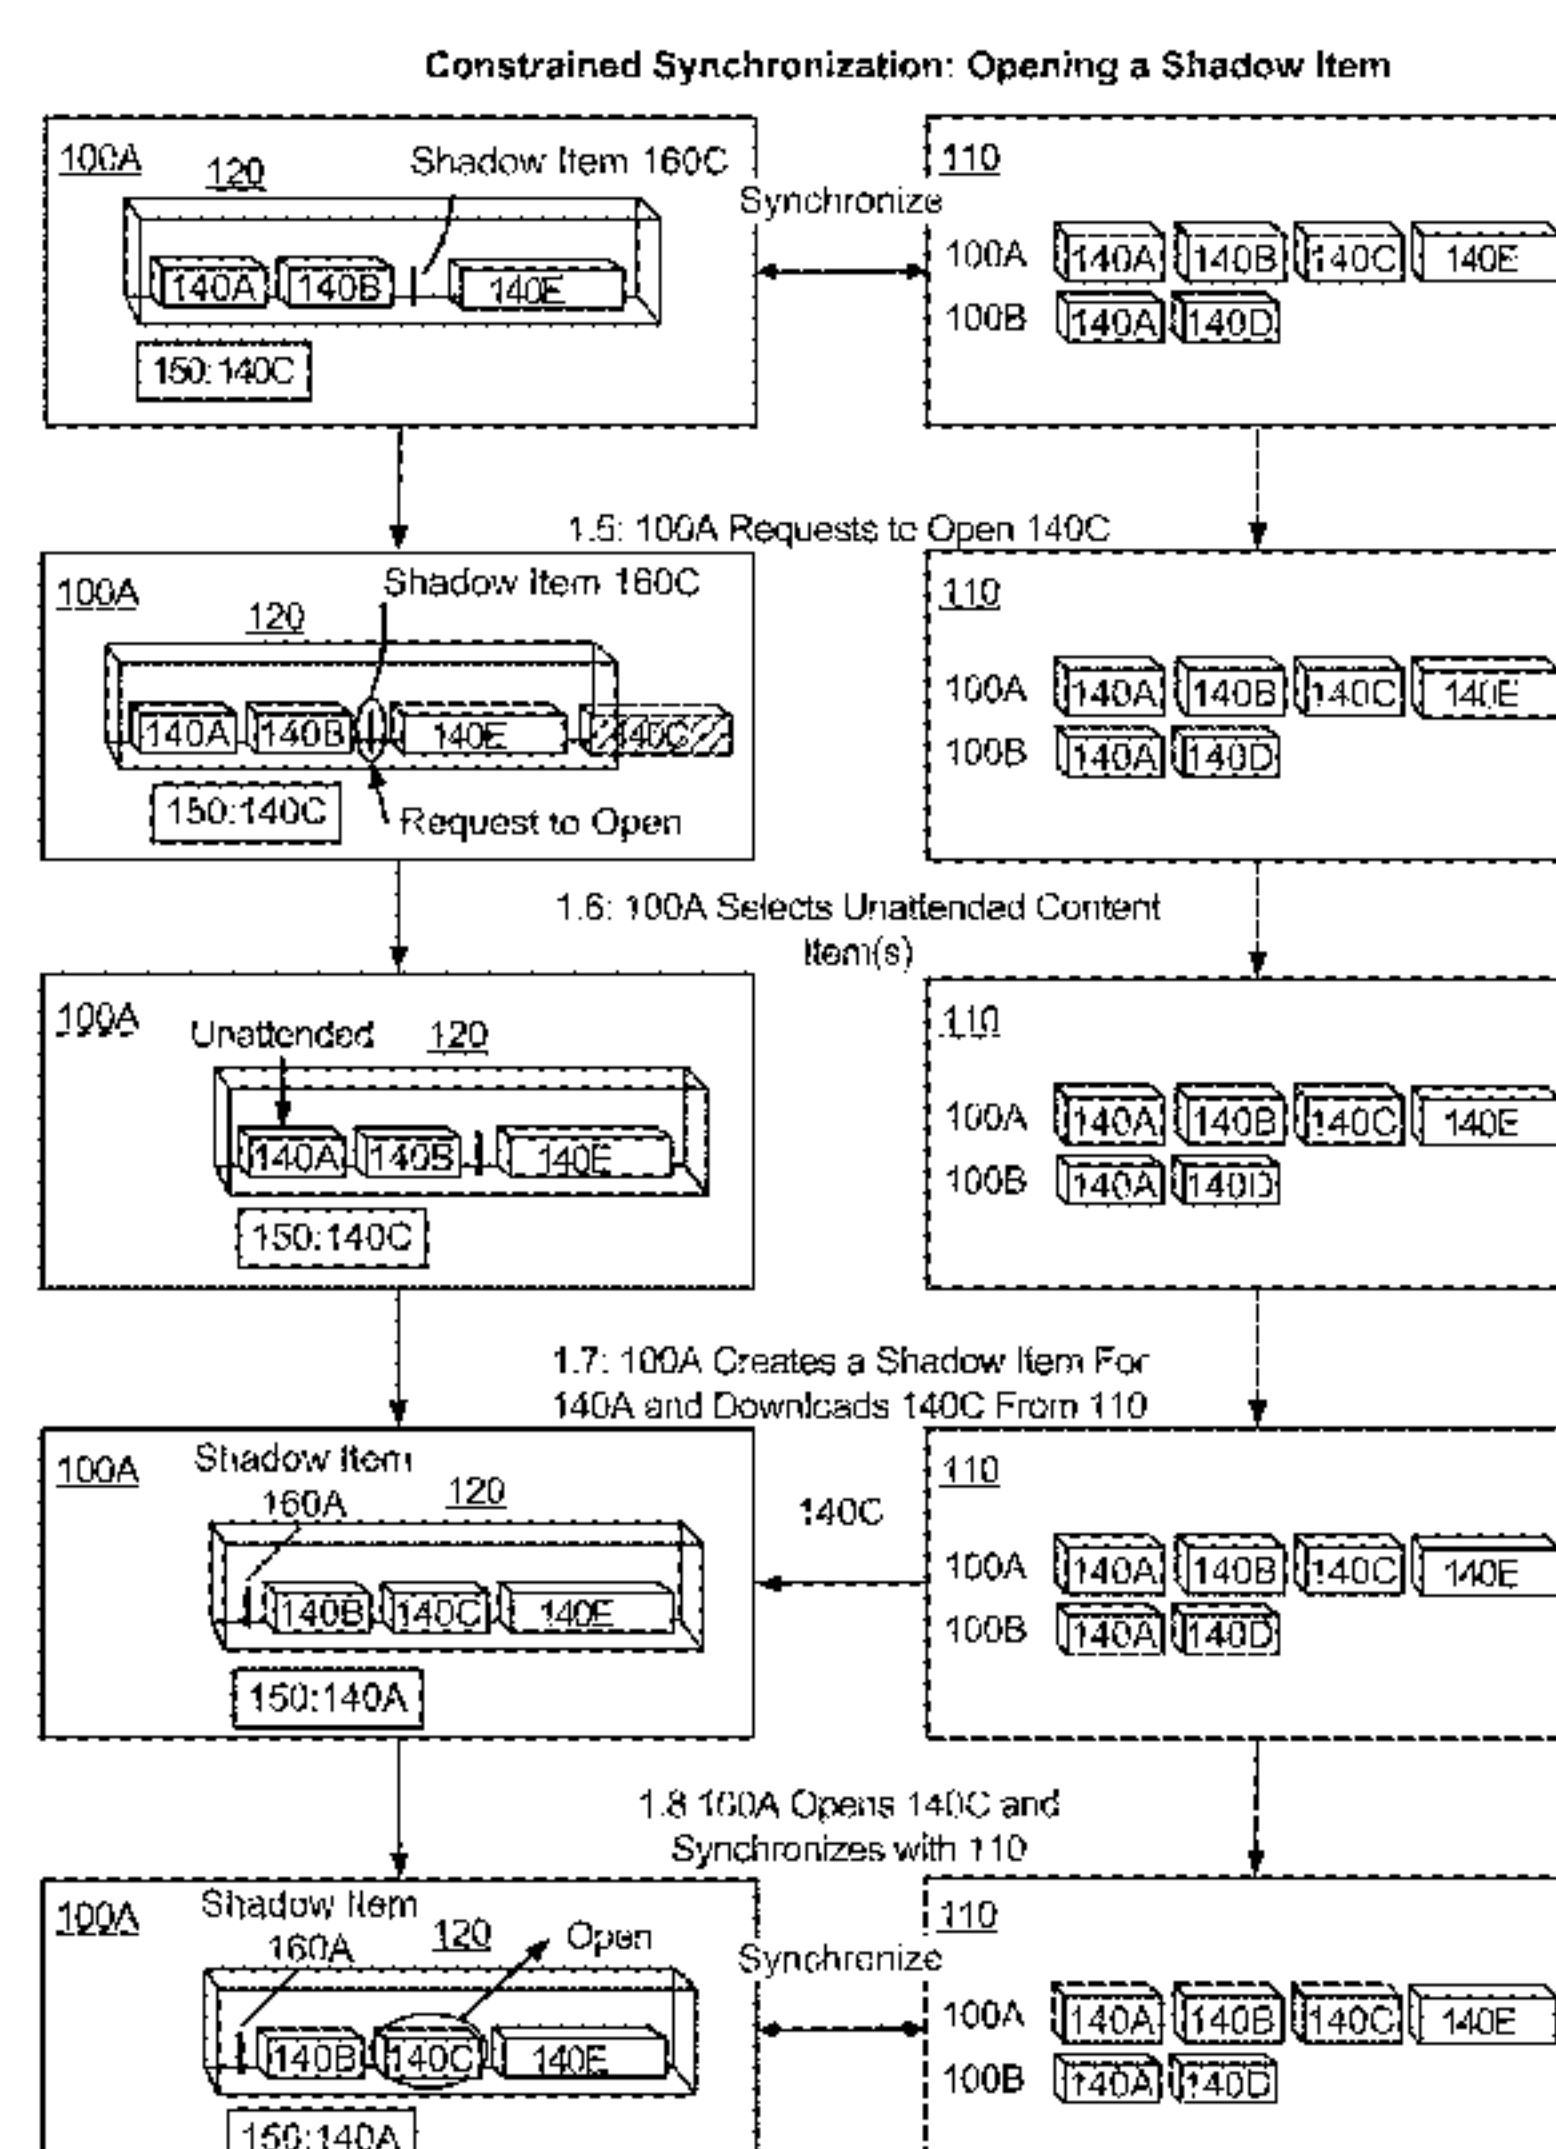 Constrained Synchronization: Opening a Shadow Item
100A
120
Shadow Item 160C
140A 140B 140E
150:140C
Synchronize
110
100A 140A 140B 140C 140E
100B 140A 140D
1.5: 100A Requests to Open 140C
100A
Shadow Item 160C
120
140A 140B 140E 140C
150:140C
Request to Open
110
100A 140A 140B 140C 140E
100B 140A 140D
1.6: 100A Selects Unattended Content
Item(s)
100A
Unattended
120
140A 140B 140E
150:140C
110
100A 140A 140B 140C 140E
100B 140A 140D
1.7: 100A Creates a Shadow Item For
140A and Downloads 140C From 110
100A
Shadow Item
160A
120
140B 140C 140E
150:140A
140C
110
100A 140A 140B 140C 140E
100B 140A 140D
1.8 100A Opens 140C and
Synchronizes with 110
100A
Shadow Item
160A
120
Open
140B 140C 140E
150:140A
Synchronize
110
100A 140A 140B 140C 140E
100B 140A 140D